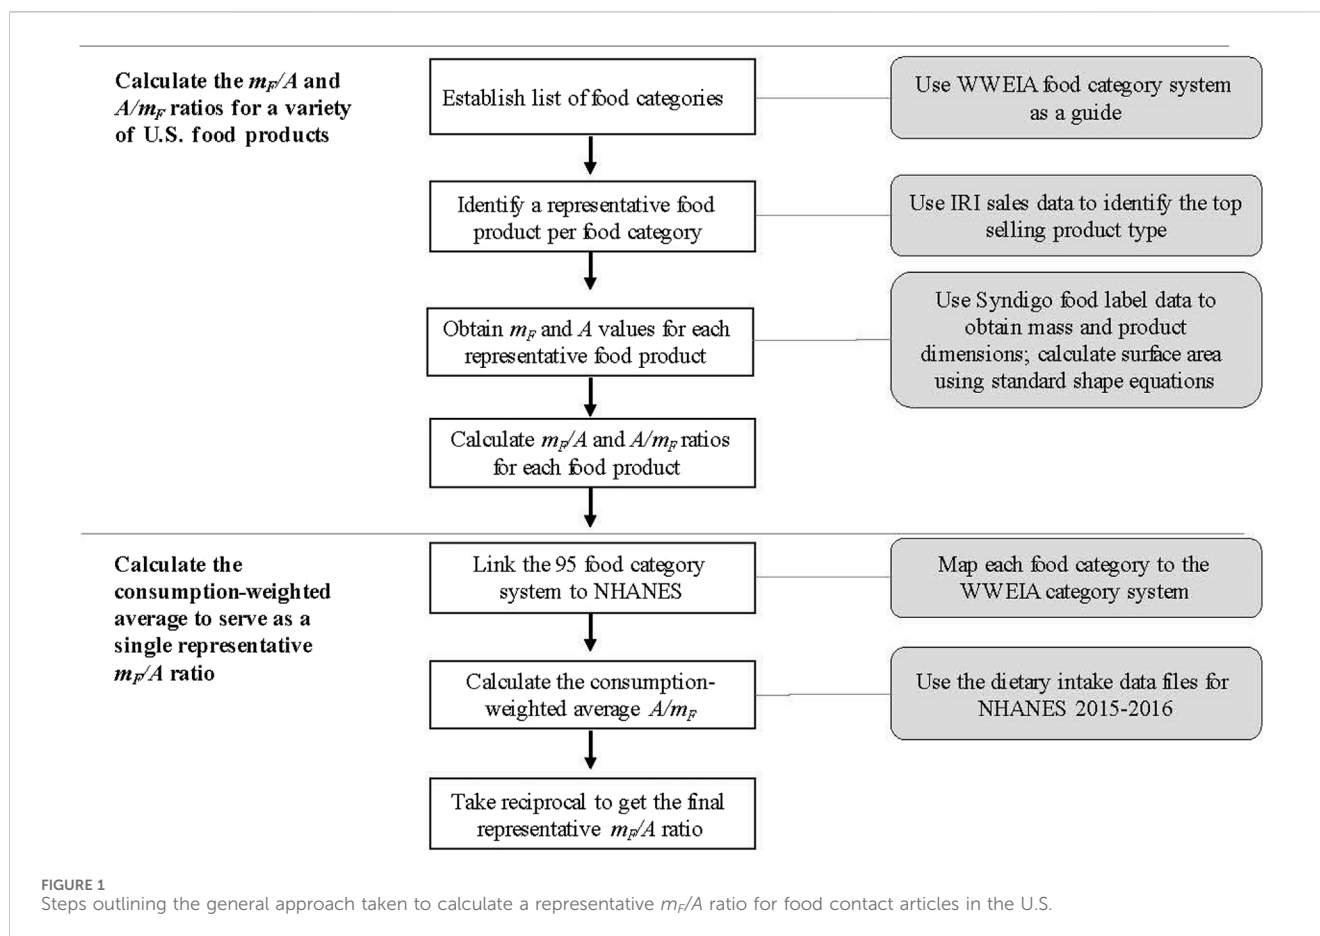 Calculate the mF/A and
A/mF ratios for a variety
of U.S. food products
Establish list of food categories
Use WWEIA food category system
as a guide
Identify a representative food
product per food category
Use IRI sales data to identify the top
selling product type
Obtain mF and A values for each
representative food product
Use Syndigo food label data to
obtain mass and product
dimensions; calculate surface area
using standard shape equations
Calculate mF/A and A/mF ratios
for each food product
Calculate the
consumption-weighted
average to serve as a
single representative
mF/A ratio
Link the 95 food category
system to NHANES
Map each food category to the
WWEIA category system
Calculate the consumption-
weighted average A/mF
Use the dietary intake data files for
NHANES 2015-2016
Take reciprocal to get the final
representative mF/A ratio
FIGURE 1
Steps outlining the general approach taken to calculate a representative mF/A ratio for food contact articles in the U.S.